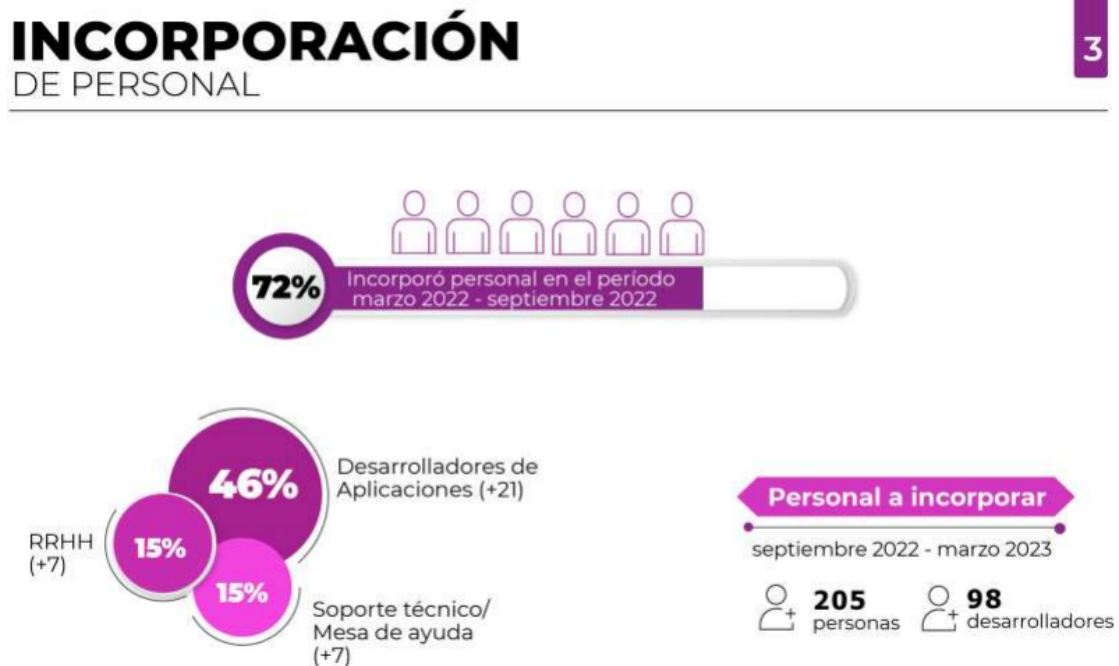 INCORPORACIÓN
DE PERSONAL
3
72%
Incorporó personal en el período
marzo 2022 - septiembre 2022
46%
Desarrolladores de
Aplicaciones (+21)
RRHH
(+7)
15%
15%
Soporte técnico/
Mesa de ayuda
(+7)
Personal a incorporar
septiembre 2022 - marzo 2023
205
personas
98
desarrolladores